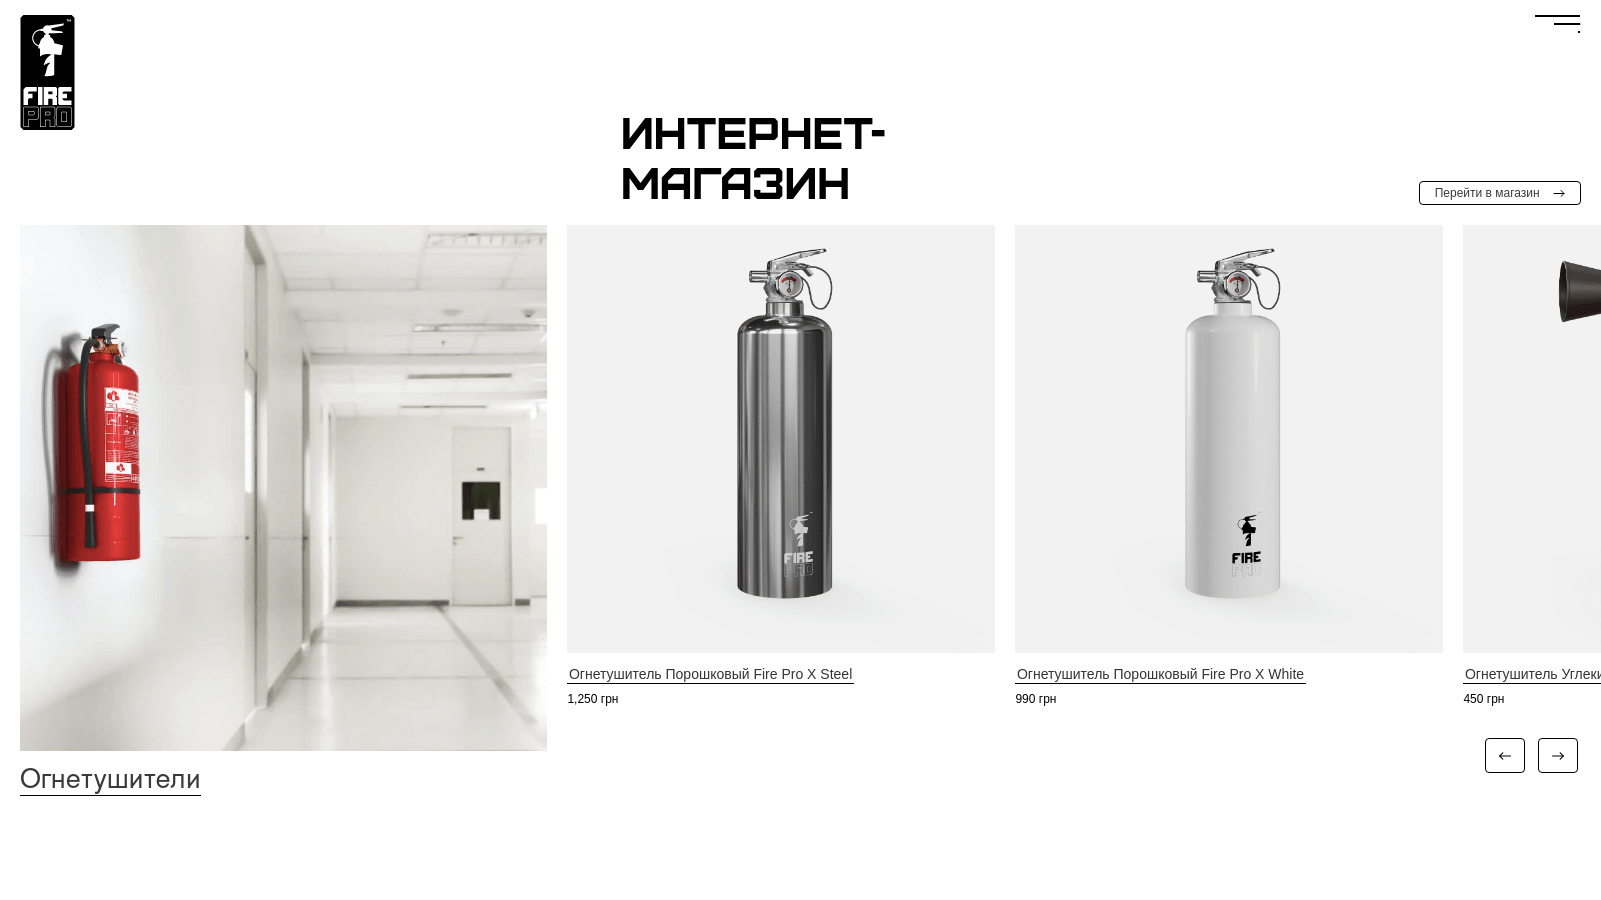 FIRE
PRO
ИНТЕРНЕТ-
МАГАЗИН
Перейти в магазин
FIRE
PRO
FIRE
PRO
Огнетушитель Порошковый Fire Pro X Steel
1,250 грн
Огнетушитель Порошковый Fire Pro X White
990 грн
Огнетушитель
450 грн
Огнетушители